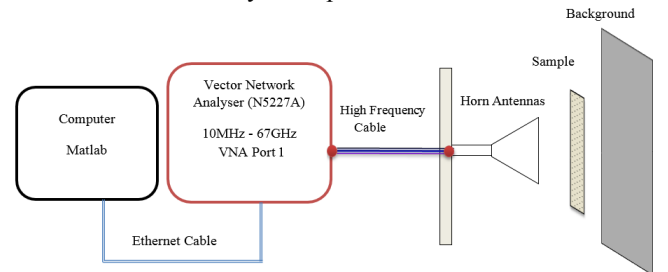 Background
Sample
Vector Network
Analyser (N5227A)
10MHz - 67GHz
VNA Port 1
High Frequency
Cable
Horn Antennas
Computer
Matlab
Ethernet Cable